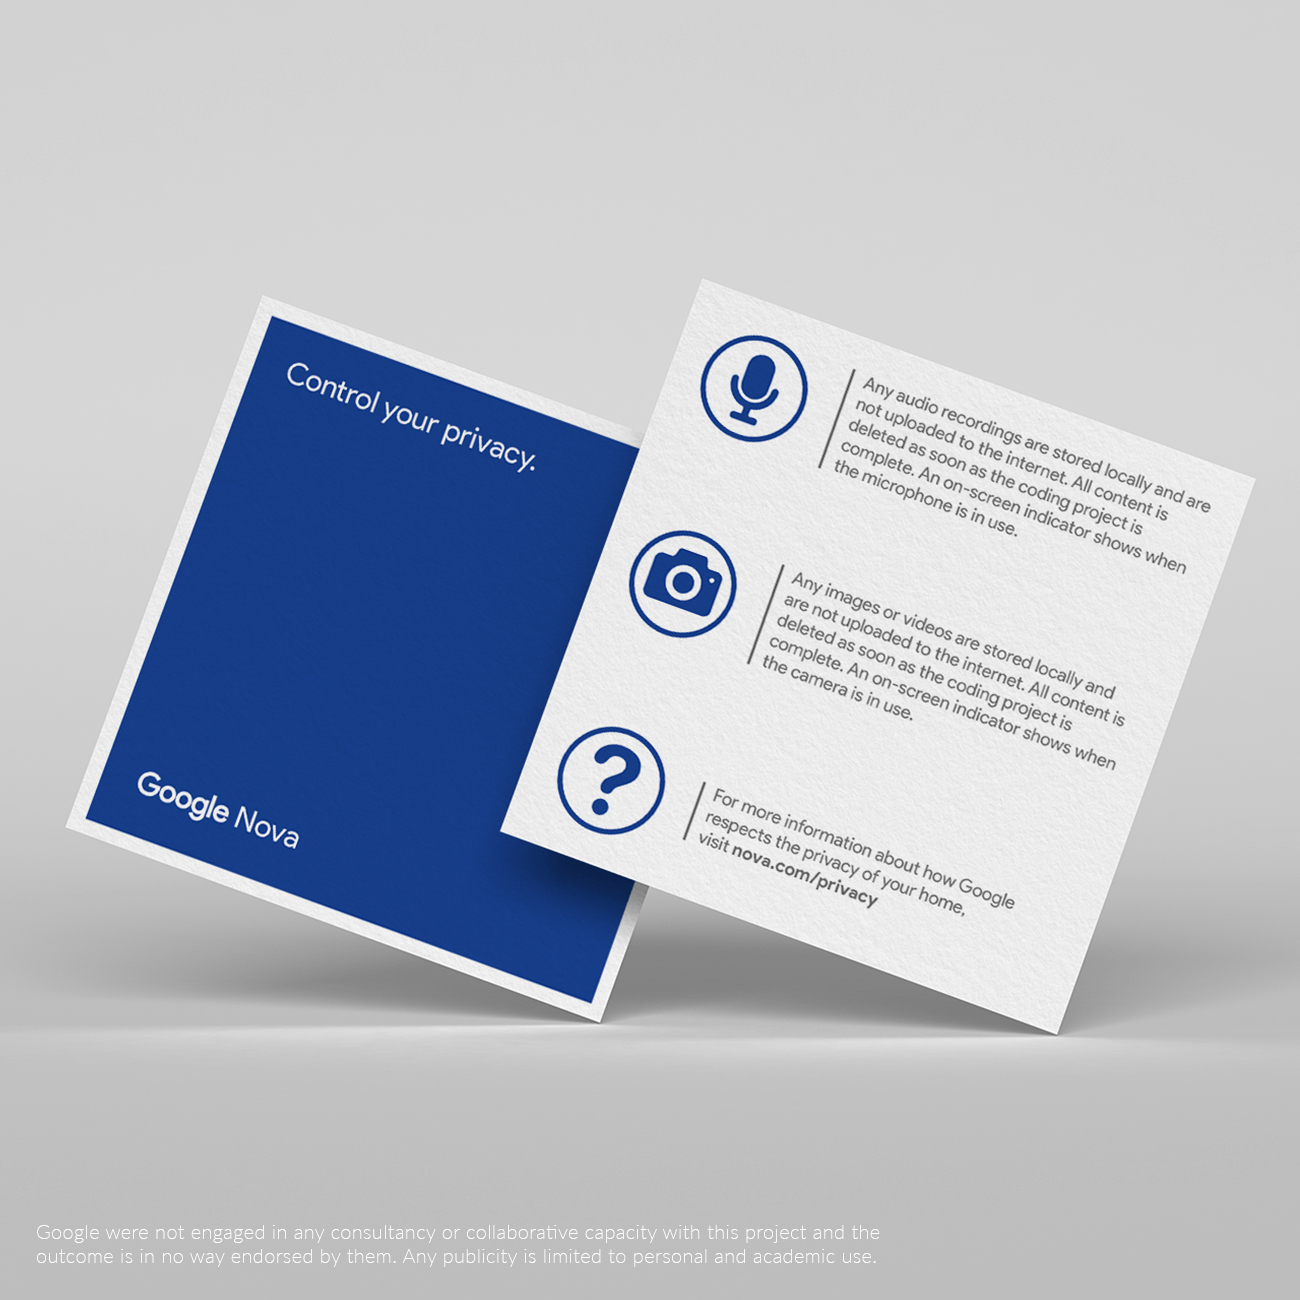 Control your privacy.
Google Nova
Any audio recordings are stored locally and are
not uploaded to the internet. All content is
deleted as soon as the coding project is
complete. An on-screen indicator shows when
the microphone is in use.
Any images or videos are stored locally and
are not uploaded to the internet. All content is
deleted as soon as the coding project is
complete. An on-screen indicator shows when
the camera is in use.
For more information about how Google
respects the privacy of your home,
visit nova.com/privacy
Google were not engaged in any consultancy or collaborative capacity with this project and the
outcome is in no way endorsed by them. Any publicity is limited to personal and academic use.